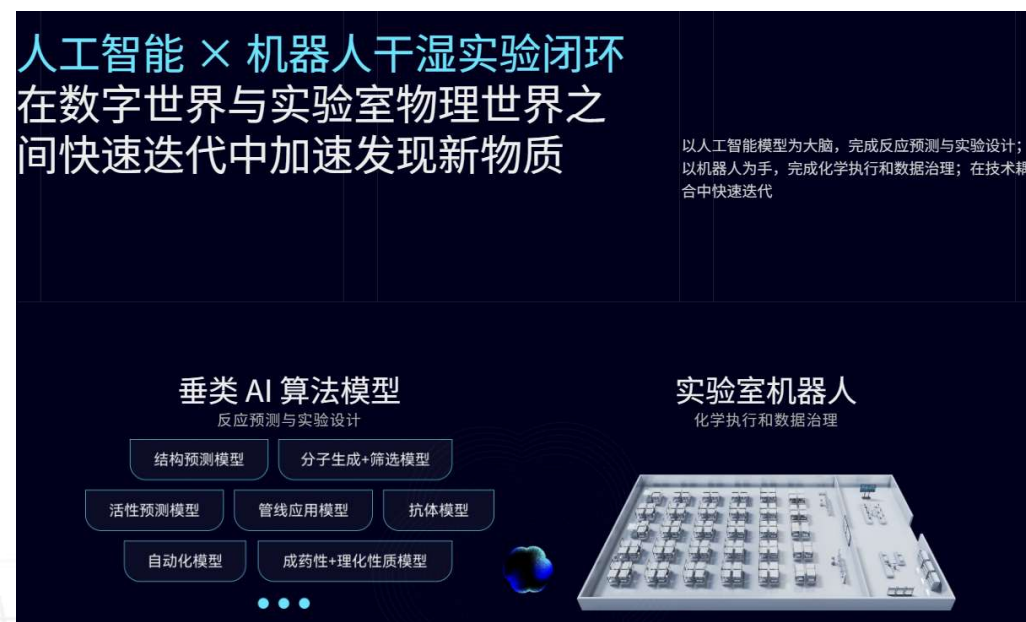 人工智能 × 机器人干湿实验闭环
在数字世界与实验室物理世界之
间快速迭代中加速发现新物质
以人工智能模型为大脑，完成反应预测与实验设计；
以机器人为手，完成化学执行和数据治理；在技术耦
合中快速迭代
垂类 AI 算法模型
反应预测与实验设计
结构预测模型
分子生成+筛选模型
活性预测模型
管线应用模型
抗体模型
自动化模型
成药性+理化性质模型
实验室机器人
化学执行和数据治理